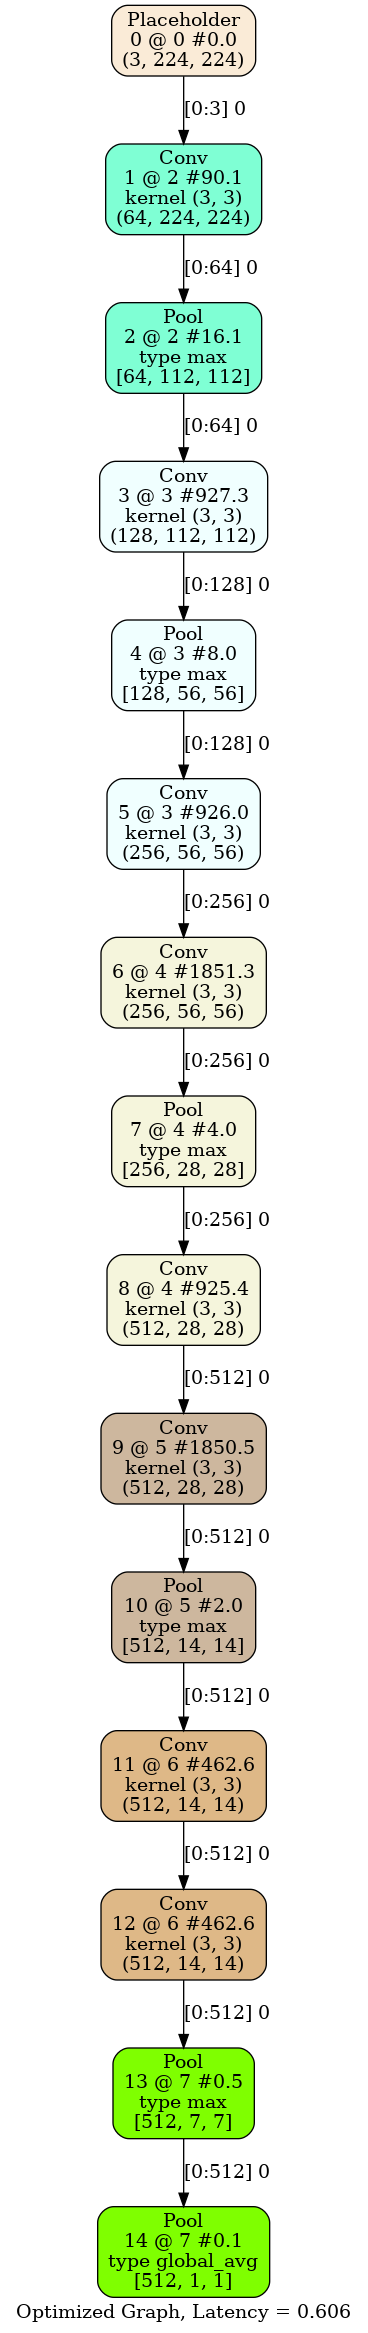 Placeholder
0 @ 0 #0.0
(3, 224, 224)
[0:3] 0
Conv
1 @ 2 #90.1
kernel (3, 3)
(64, 224, 224)
[0:64] 0
Pool
2 @ 2 #16.1
type max
[64, 112, 112]
[0:64] 0
Conv
3 @ 3 #927.3
kernel (3, 3)
(128, 112, 112)
[0:128] 0
Pool
4 @ 3 #8.0
type max
[128, 56, 56]
[0:128] 0
Conv
5 @ 3 #926.0
kernel (3, 3)
(256, 56, 56)
[0:256] 0
Conv
6 @ 4 #1851.3
kernel (3, 3)
(256, 56, 56)
[0:256] 0
Pool
7 @ 4 #4.0
type max
[256, 28, 28]
[0:256] 0
Conv
8 @ 4 #925.4
kernel (3, 3)
(512, 28, 28)
[0:512] 0
Conv
9 @ 5 #1850.5
kernel (3, 3)
(512, 28, 28)
[0:512] 0
Pool
10 @ 5 #2.0
type max
[512, 14, 14]
[0:512] 0
Conv
11 @ 6 #462.6
kernel (3, 3)
(512, 14, 14)
[0:512] 0
Conv
12 @ 6 #462.6
kernel (3, 3)
(512, 14, 14)
[0:512] 0
Pool
13 @ 7 #0.5
type max
[512, 7, 7]
[0:512] 0
Pool
14 @ 7 #0.1
type global_avg
[512, 1, 1]
Optimized Graph, Latency = 0.606